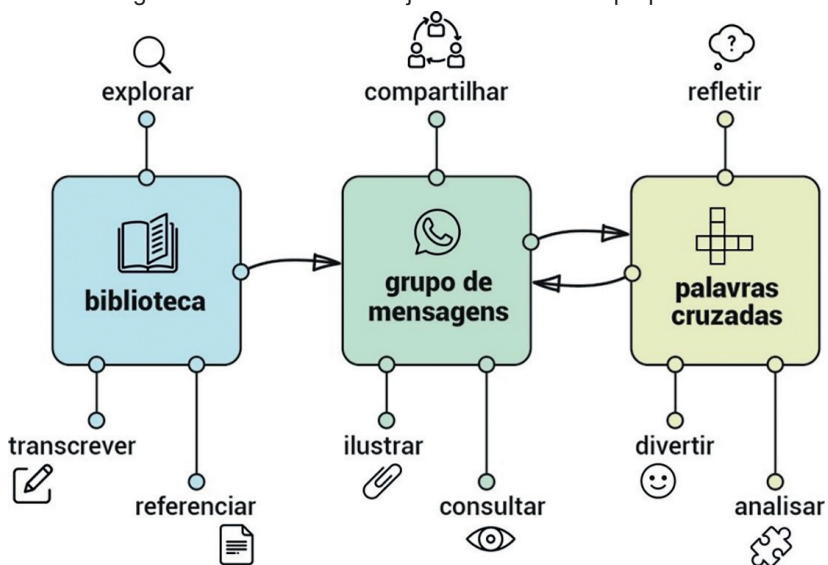 explorar
compartilhar
refletir
?
biblioteca
grupo de
mensagens
palavras
cruzadas
transcrever
referenciar
ilustrar
consultar
divertir
analisar